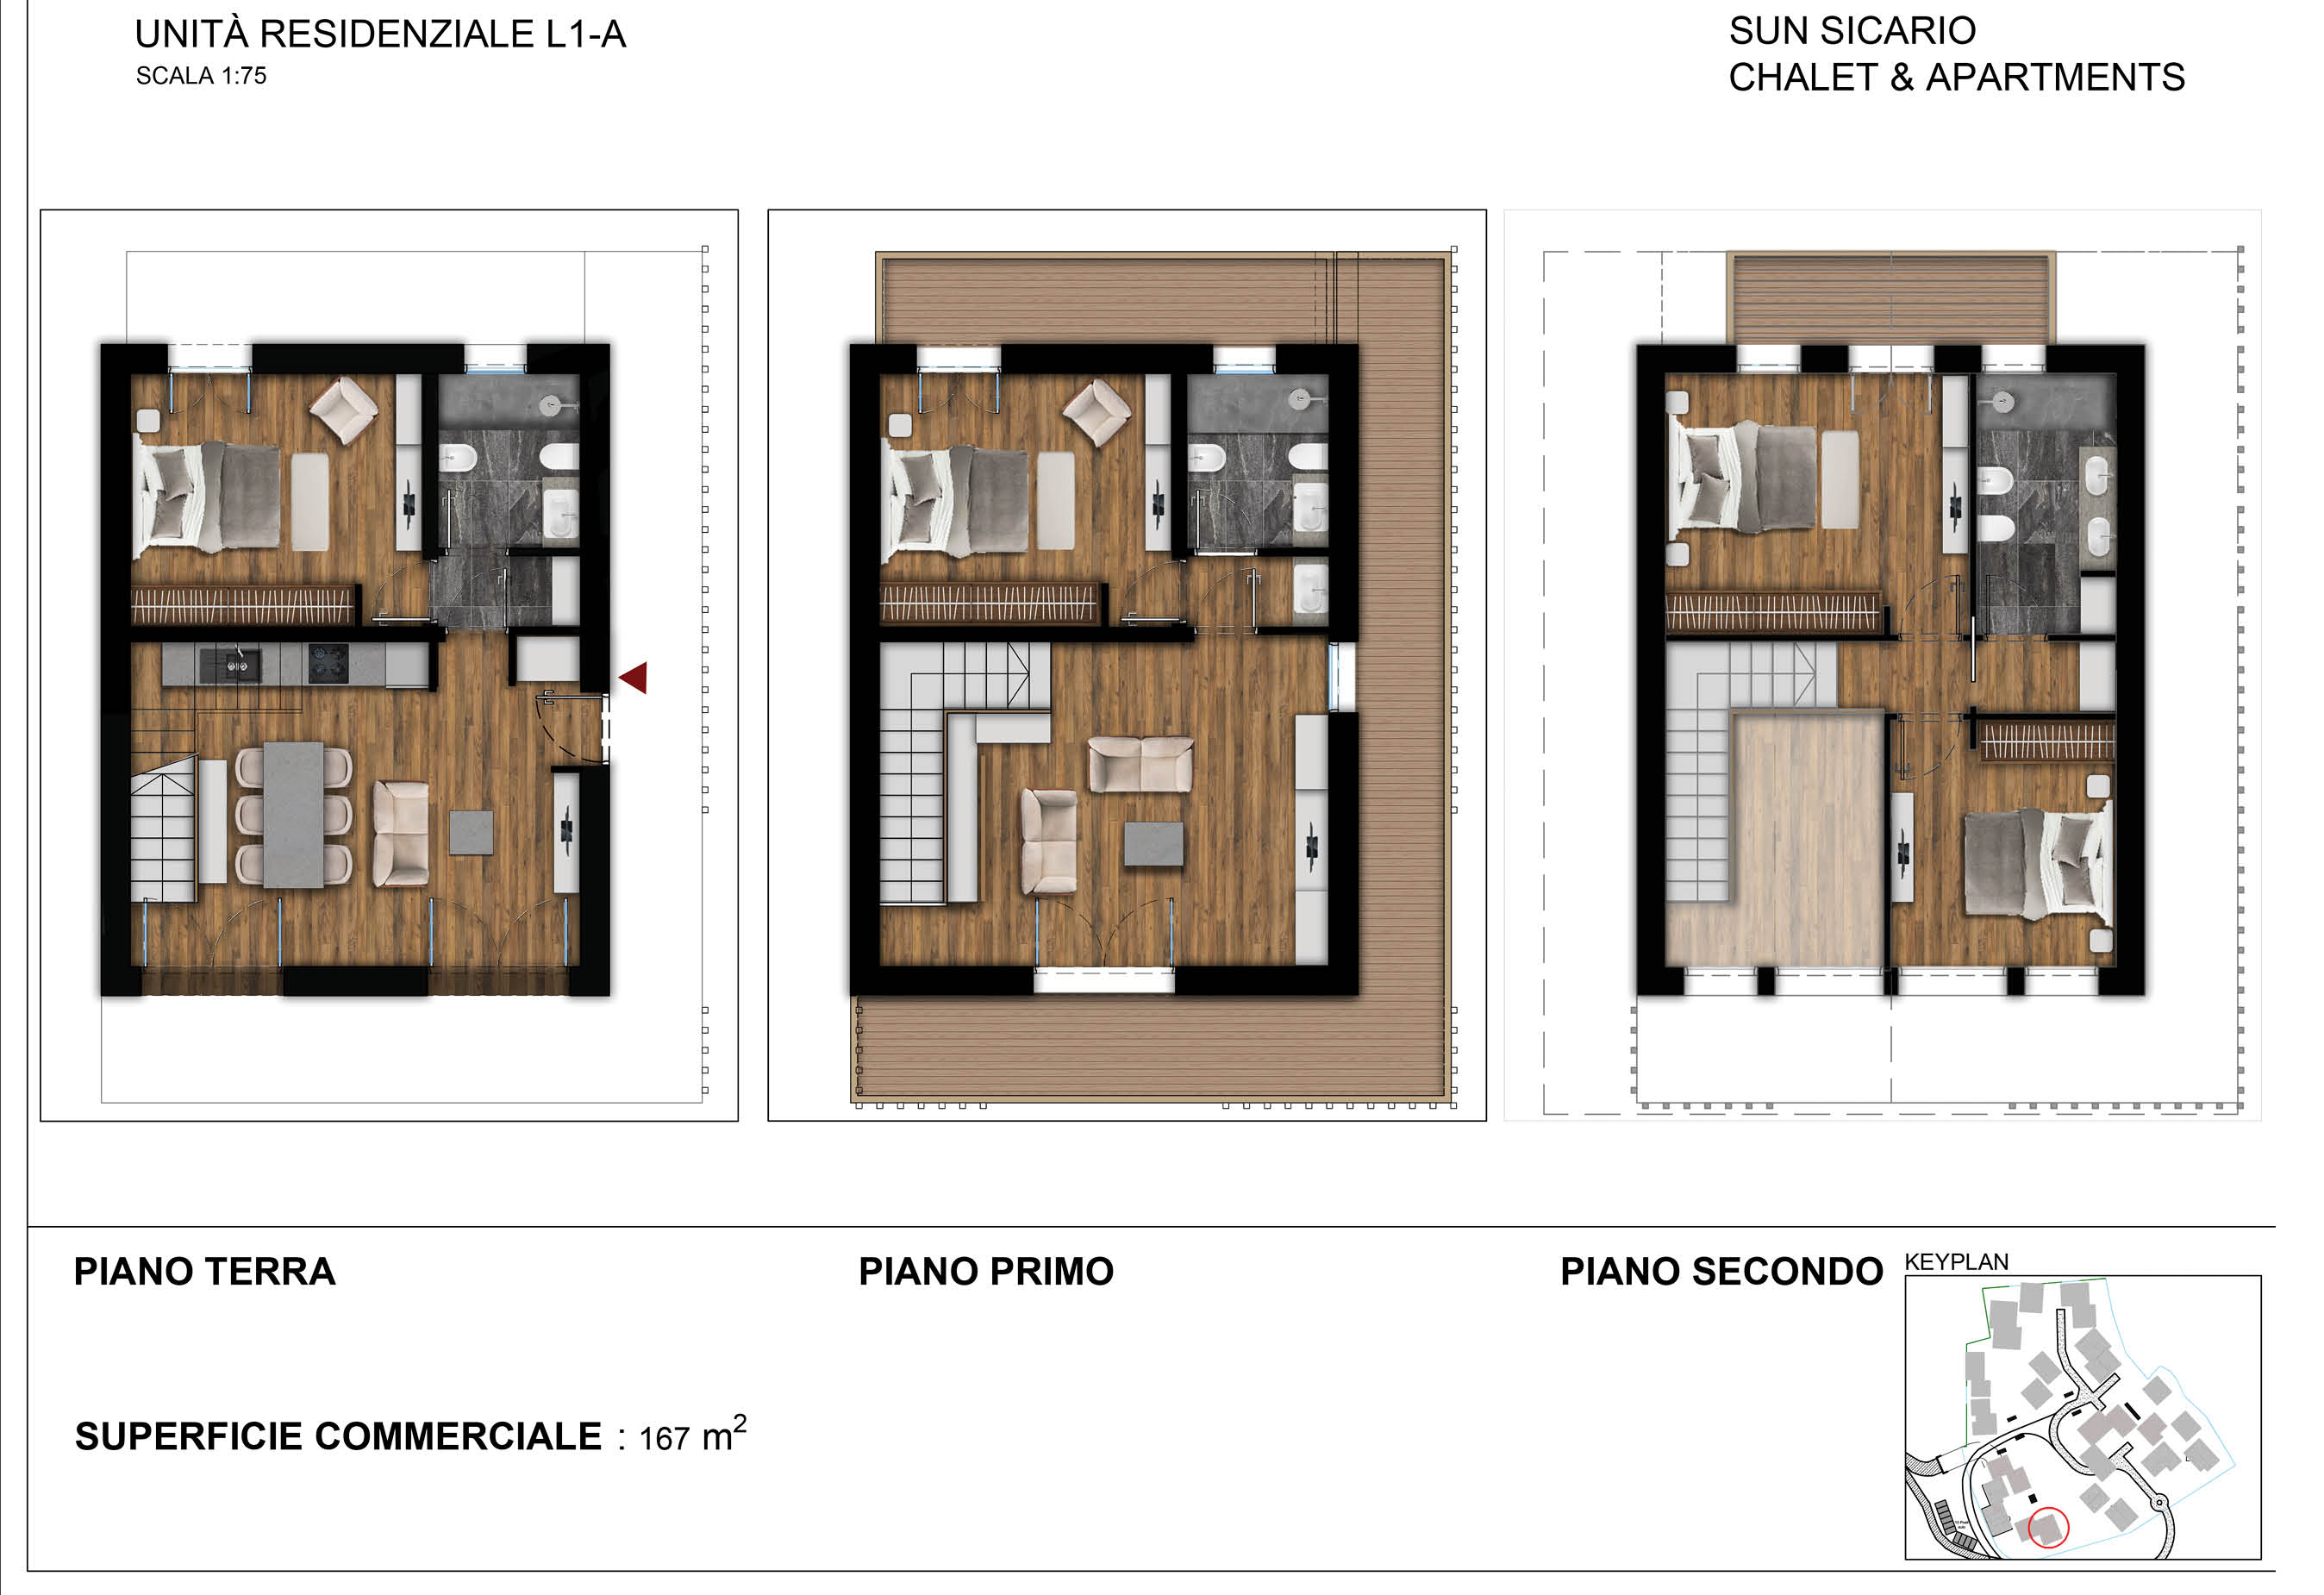 UNITÀ RESIDENZIALE L1-A
SCALA 1:75
SUN SICARIO
CHALET & APARTMENTS
PIANO TERRA
PIANO PRIMO
PIANO SECONDO
KEYPLAN
SUPERFICIE COMMERCIALE : 167 m²